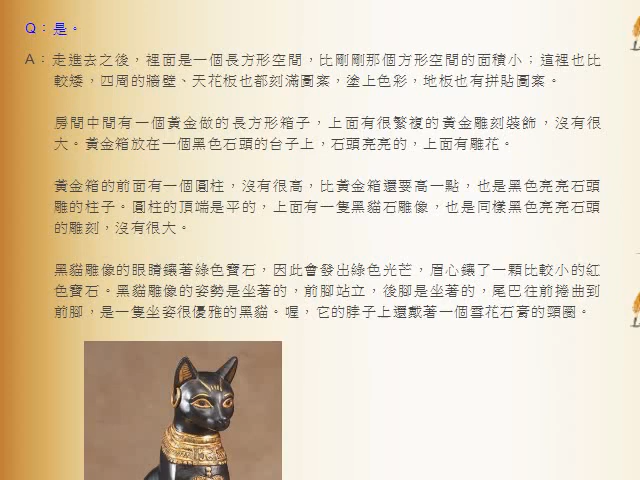 Q：是。
A：走進去之後，裡面是一個長方形空間，比剛剛那個方形空間的面積小；這裡也比
較矮，四周的牆壁、天花板也都刻滿圖案，塗上色彩，地板也有拼貼圖案。
房間中間有一個黃金做的長方形箱子，上面有很繁複的黃金雕刻裝飾，沒有很
大。黃金箱放在一個黑色石頭的台子上，石頭亮亮的，上面有雕花。
黃金箱的前面有一個圓柱，沒有很高，比黃金箱還要高一點，也是黑色亮亮石頭
雕的柱子。圓柱的頂端是平的，上面有一隻黑貓石雕像，也是同樣黑色亮亮石頭
的雕刻，沒有很大。
黑貓雕像的眼睛鑲著綠色寶石，因此會發出綠色光芒，眉心鑲了一顆比較小的紅
色寶石。黑貓雕像的姿勢是坐著的，前腳站立，後腳是坐著的，尾巴往前捲曲到
前腳，是一隻坐姿很優雅的黑貓。喔，它的脖子上還戴著一個雪花石膏的頸圈。